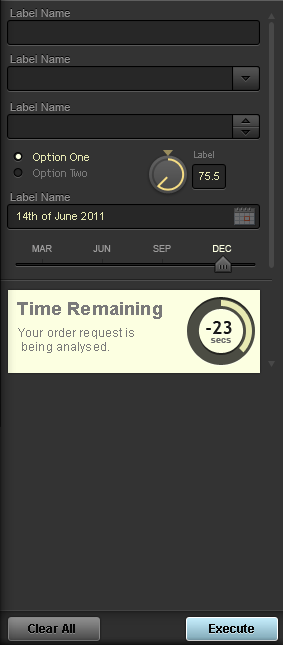 Label Name
Label Name
Label Name
Option One
Option Two
Label
75.5
Label Name
14th of June 2011
MAR JUN SEP DEC
Time Remaining
Your order request is
being analysed.
-23
secs
Clear All Execute